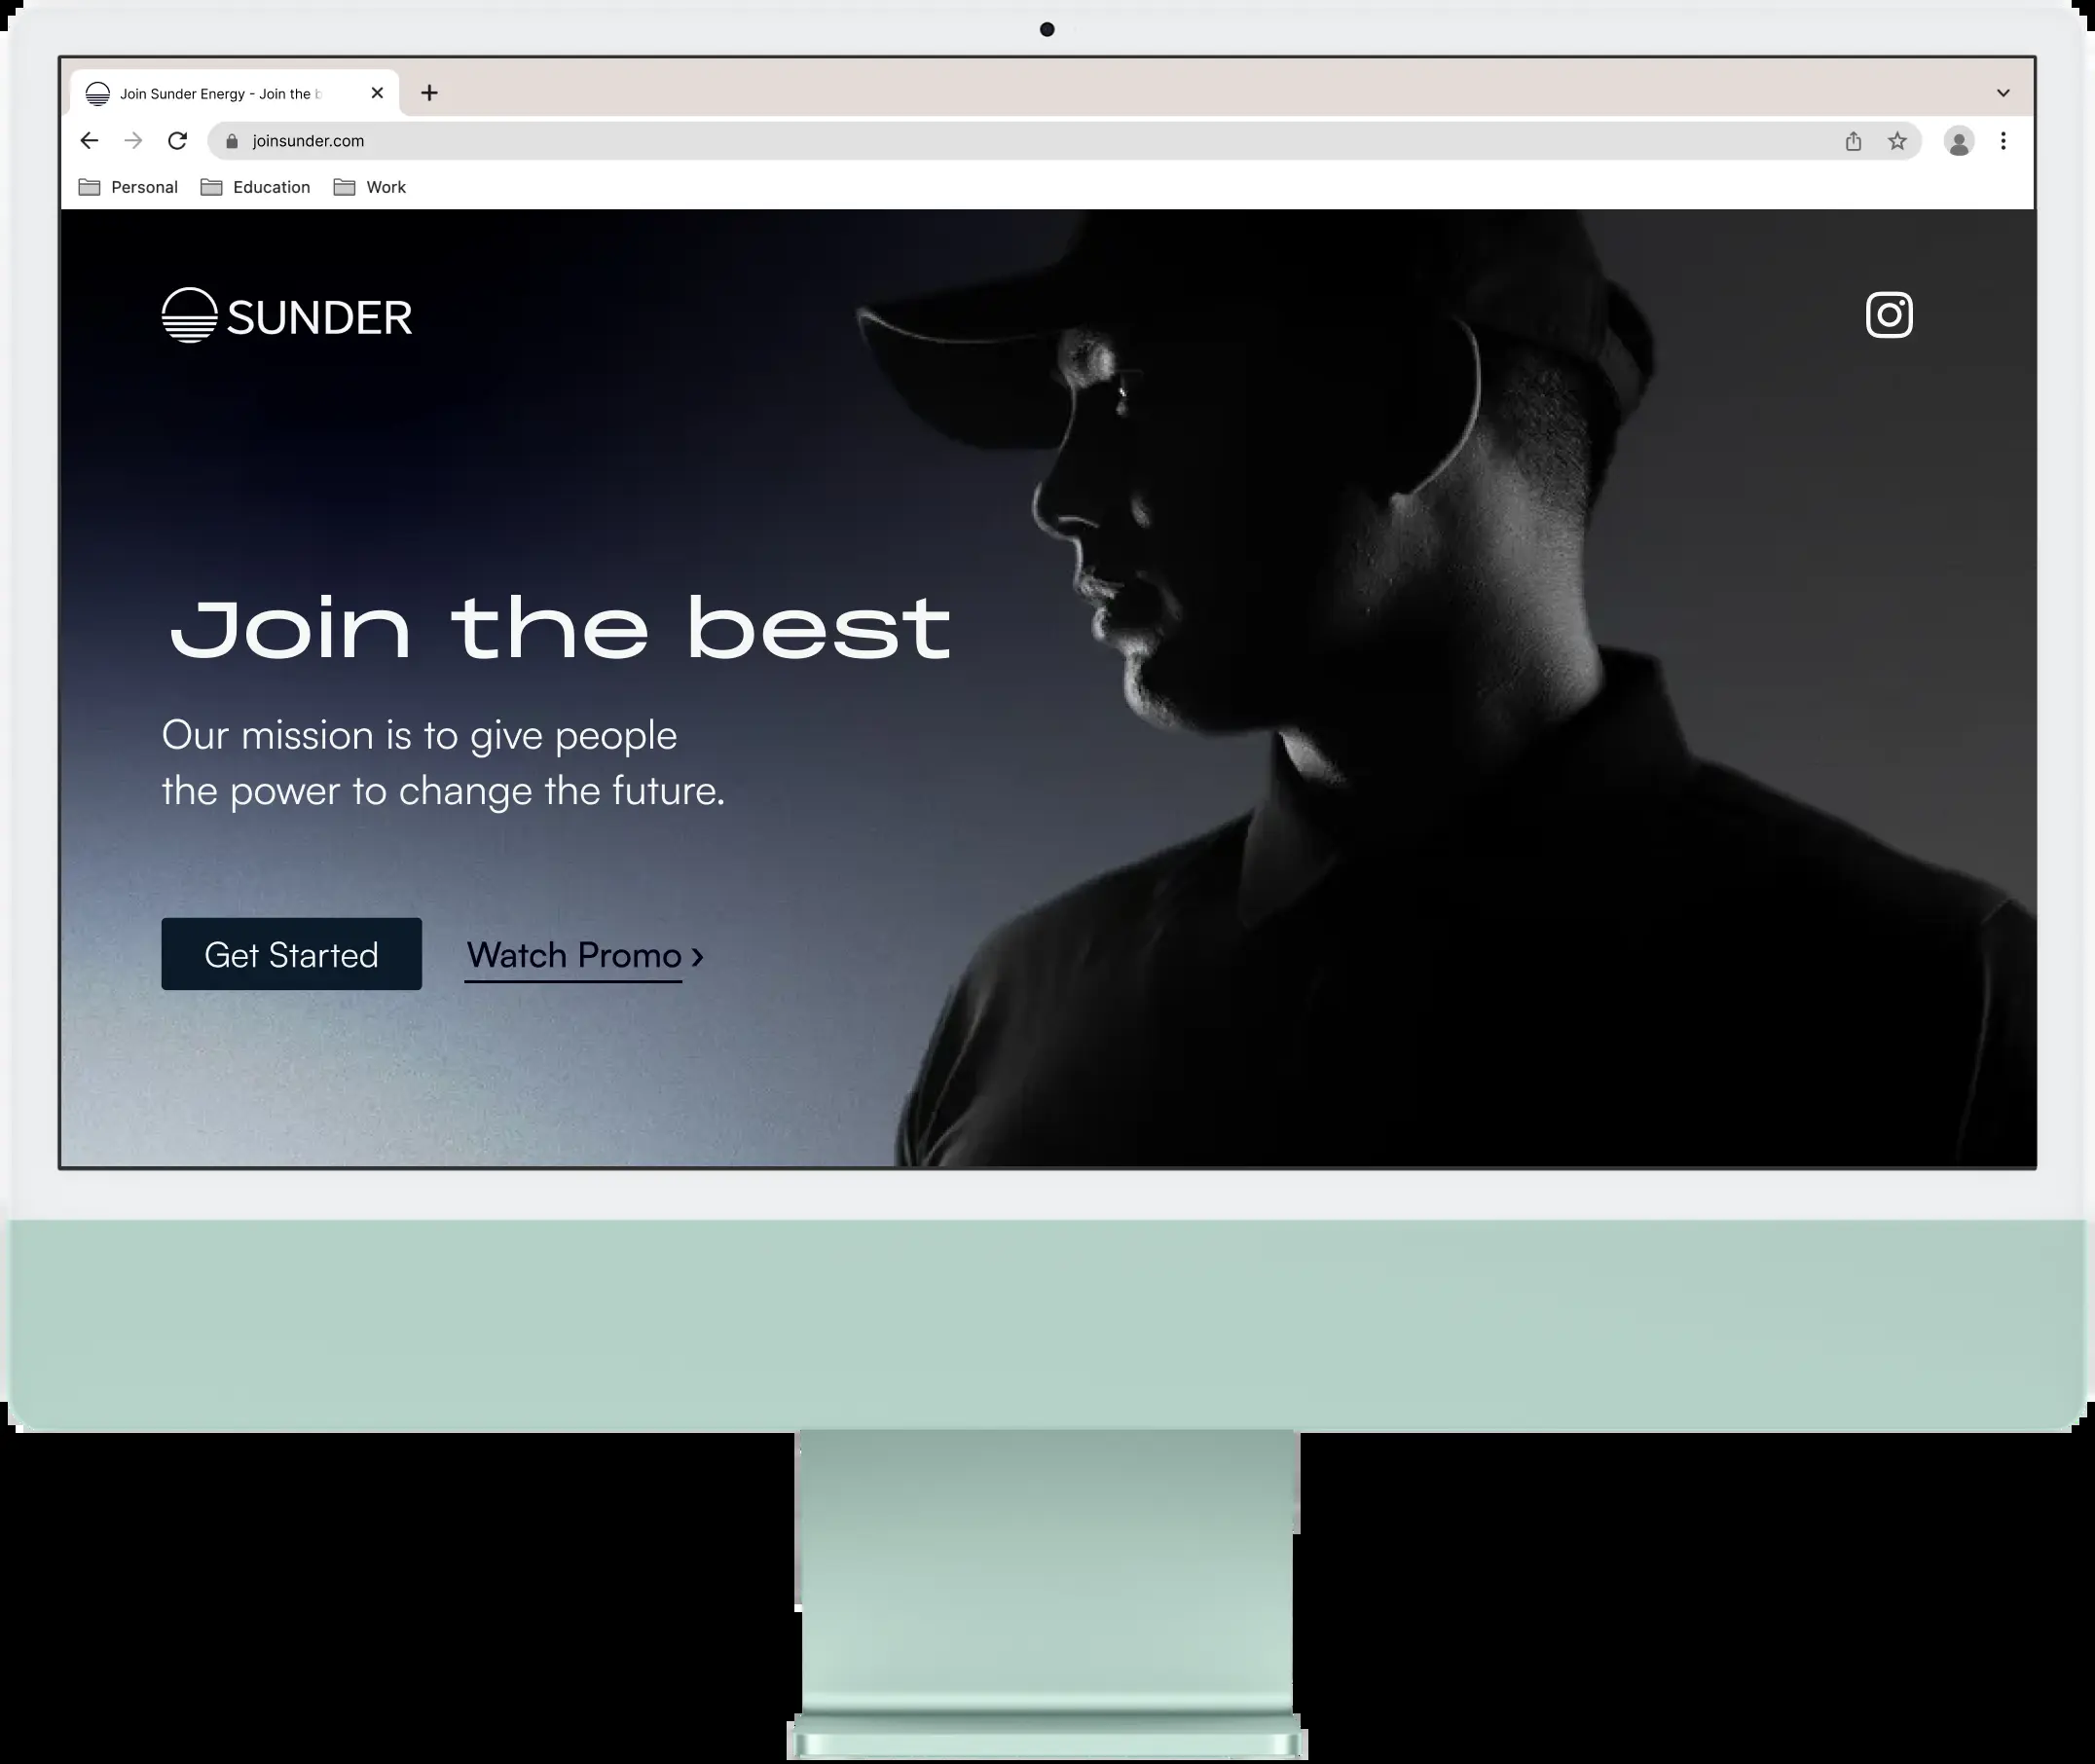 Join Sunder Energy - Join the b
joinsunder.com
Personal Education Work
SUNDER
Join the best
Our mission is to give people
the power to change the future.
Get Started Watch Promo ›